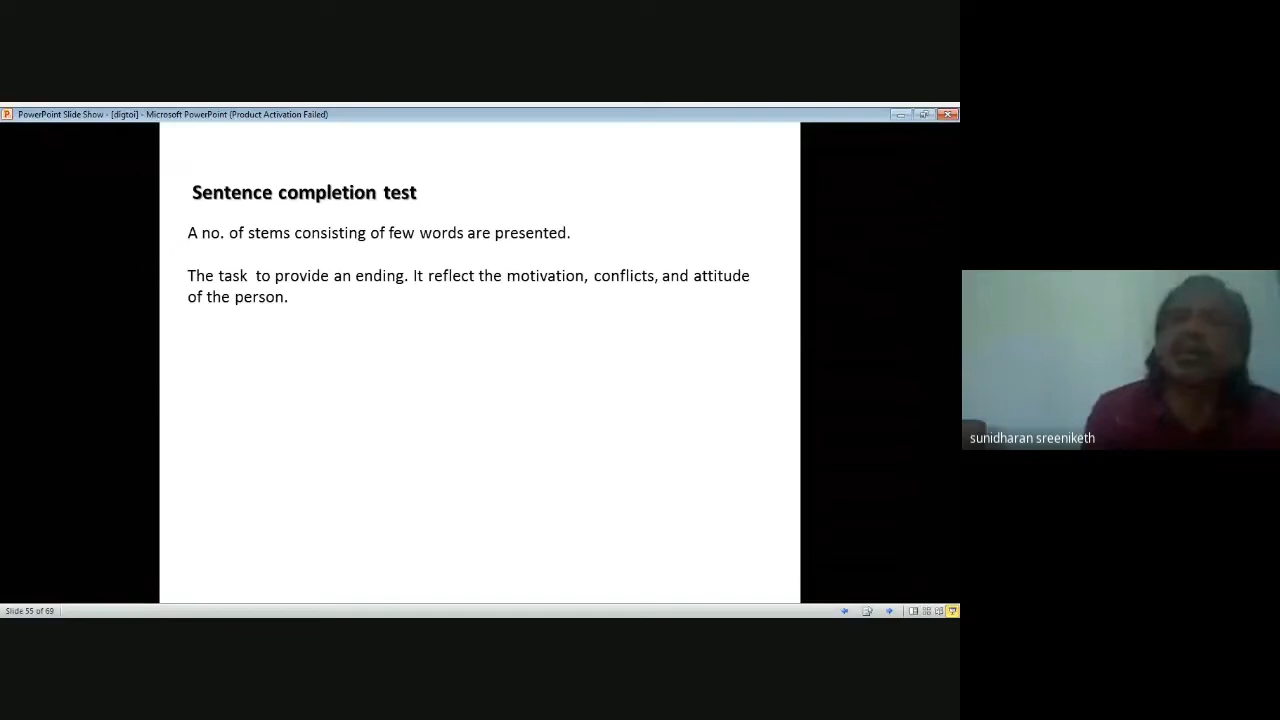 PowerPoint Slide Show - [digtoi] - Microsoft PowerPoint (Product Activation Failed)
Sentence completion test
A no. of stems consisting of few words are presented.
The task to provide an ending. It reflect the motivation, conflicts, and attitude
of the person.
sunidharan sreeniketh
Slide 55 of 69